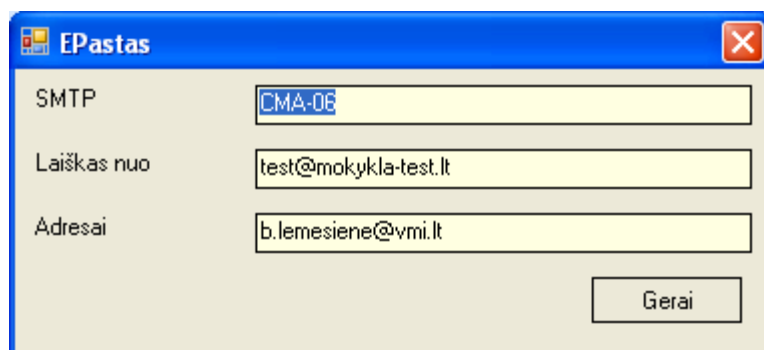 EPastas
SMTP CMA-06
Laiškas nuo test@mokykla-test.lt
Adresai b.lemesiene@vmi.lt
Gerai